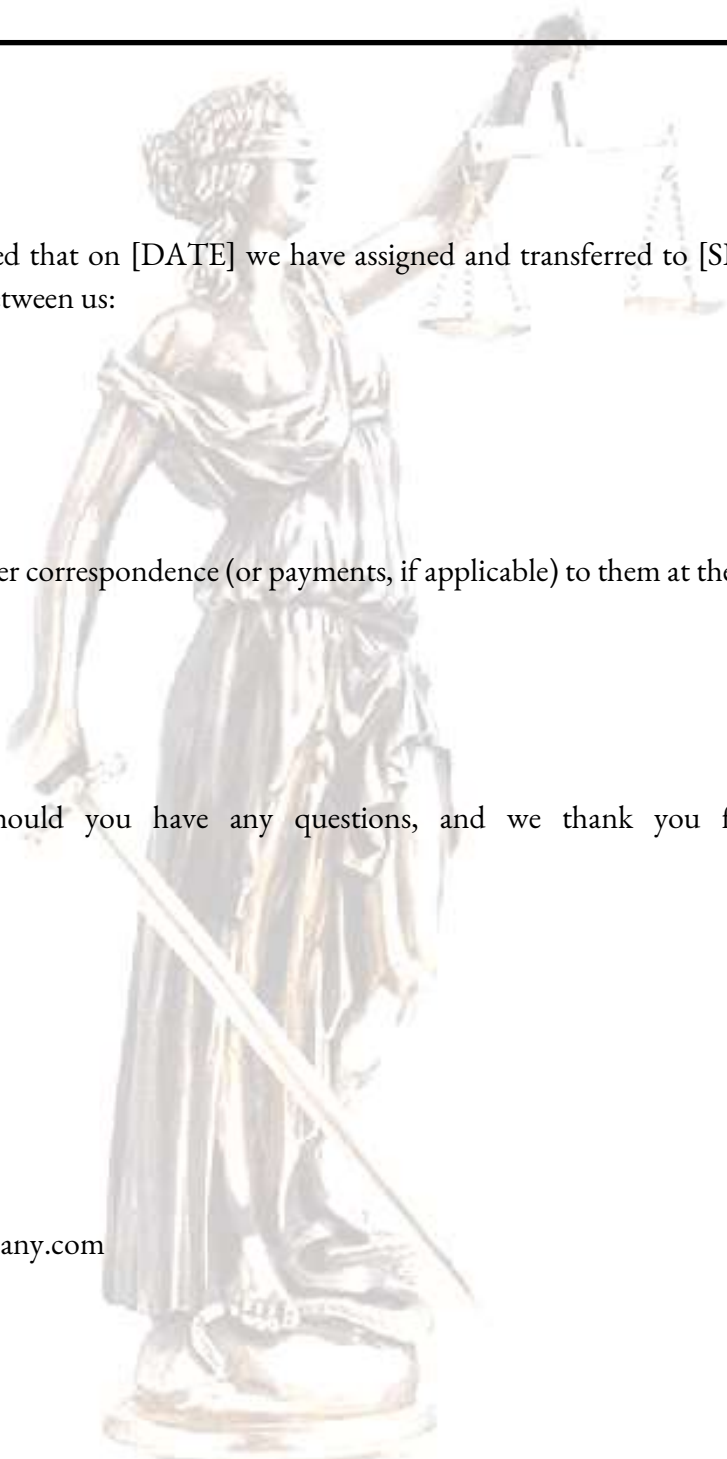 ed that on [DATE] we have assigned and transferred to [S
tween us:
er correspondence (or payments, if applicable) to them at the
hould you have any questions, and we thank you f
any.com